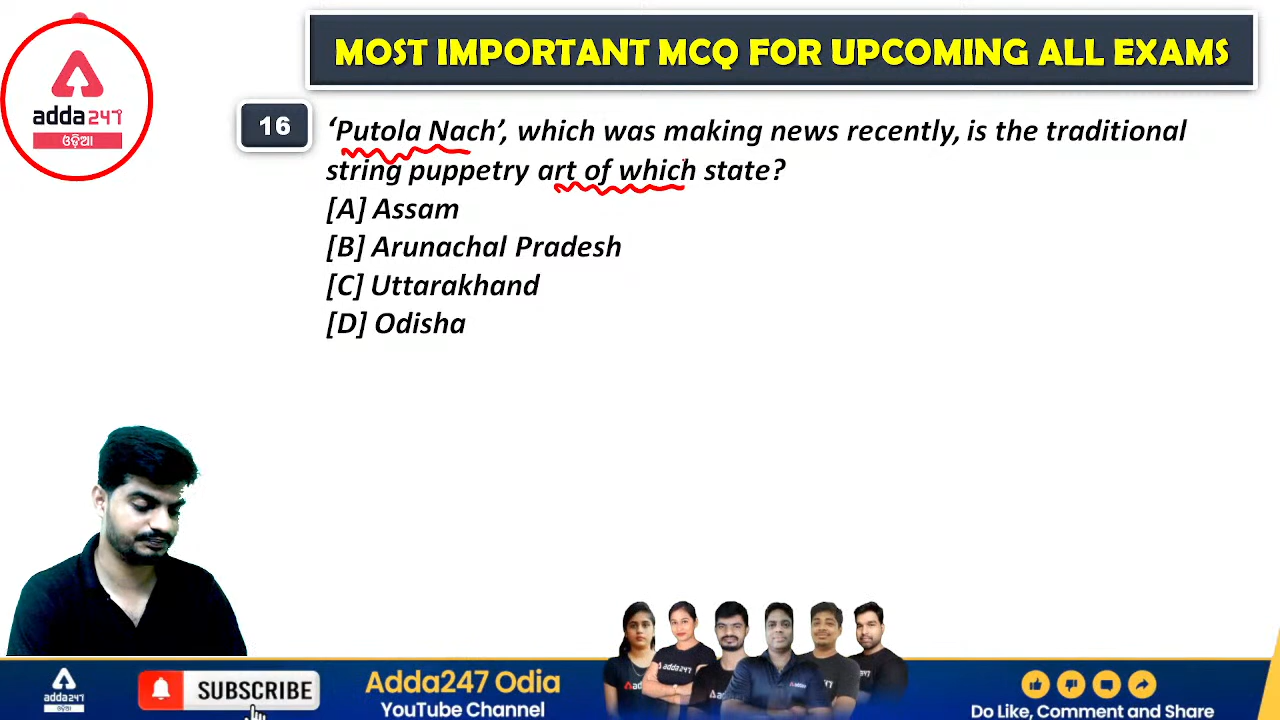 adda247
ଓଡ଼ିଆ
MOST IMPORTANT MCQ FOR UPCOMING ALL EXAMS
16
‘Putola Nach’, which was making news recently, is the traditional
string puppetry art of which state?
[A] Assam
[B] Arunachal Pradesh
[C] Uttarakhand
[D] Odisha
adda247
ଓଡ଼ିଆ
SUBSCRIBE
Adda247 Odia
YouTube Channel
adda247
Do Like, Comment and Share